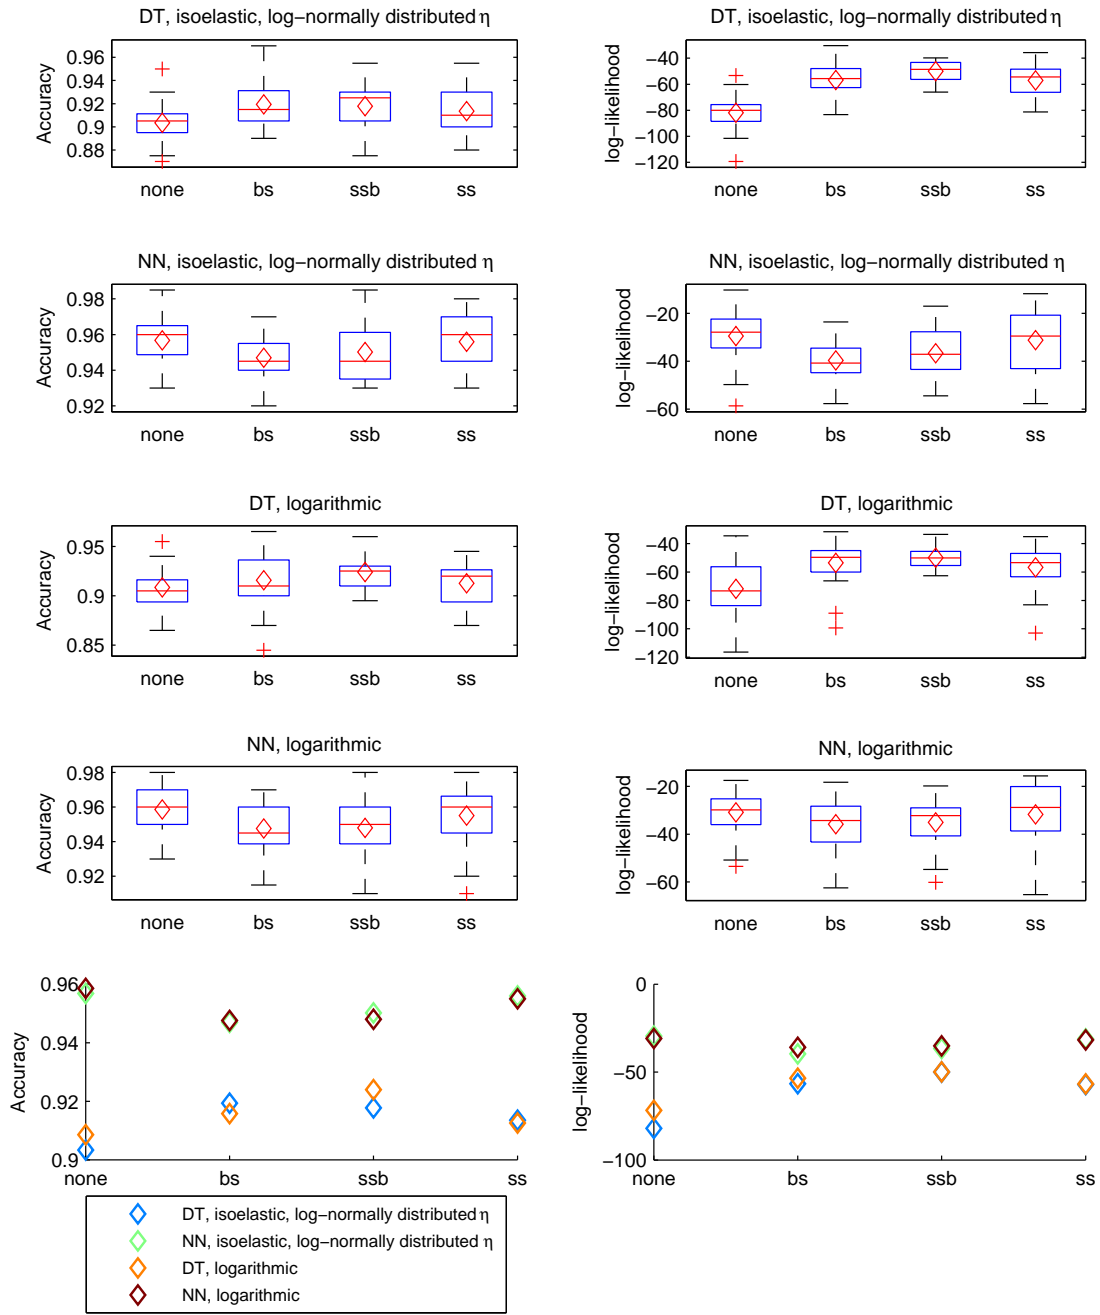 DT, isoelastic, log−normally distributed η
Accuracy
0.96
0.94
0.92
0.9
0.88
none bs ssb ss
DT, isoelastic, log−normally distributed η
log−likelihood
−40
−60
−80
−100
−120
none bs ssb ss
NN, isoelastic, log−normally distributed η
Accuracy
0.98
0.96
0.94
0.92
none bs ssb ss
NN, isoelastic, log−normally distributed η
log−likelihood
−20
−40
−60
none bs ssb ss
DT, logarithmic
Accuracy
0.95
0.9
0.85
none bs ssb ss
DT, logarithmic
log−likelihood
−40
−60
−80
−100
−120
none bs ssb ss
NN, logarithmic
Accuracy
0.98
0.96
0.94
0.92
none bs ssb ss
NN, logarithmic
log−likelihood
−20
−40
−60
none bs ssb ss
Accuracy
0.96
0.94
0.92
0.9
none bs ssb ss
log−likelihood
0
−50
−100
none bs ssb ss
DT, isoelastic, log−normally distributed η
NN, isoelastic, log−normally distributed η
DT, logarithmic
NN, logarithmic